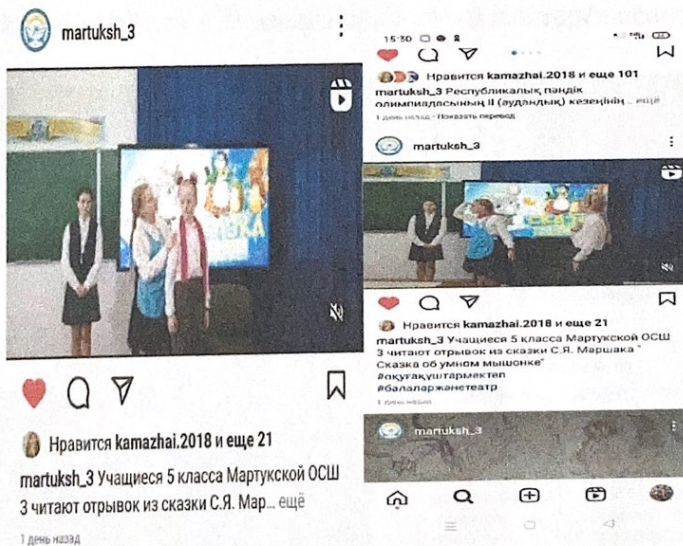 martuksh_3
Нравится kamazhai.2018 и еще 21
martuksh_3 Учащиеся 5 класса Мартукской ОСШ
3 читают отрывок из сказки С.Я. Мар... ещё
1 день назад
15:30
Нравится kamazhai.2018 и еще 101
martuksh_3 Республикалық пәндік
олимпиадасының II (аудандық) кезеңінің... ещё
1 день назад · Показать перевод
martuksh_3
Нравится kamazhai.2018 и еще 21
martuksh_3 Учащиеся 5 класса Мартукской ОСШ
3 читают отрывок из сказки С.Я. Маршака "
Сказка об умном мышонке"
#оқуғақұштармектеп
#балаларжәнетеатр
1 день назад
martuksh_3